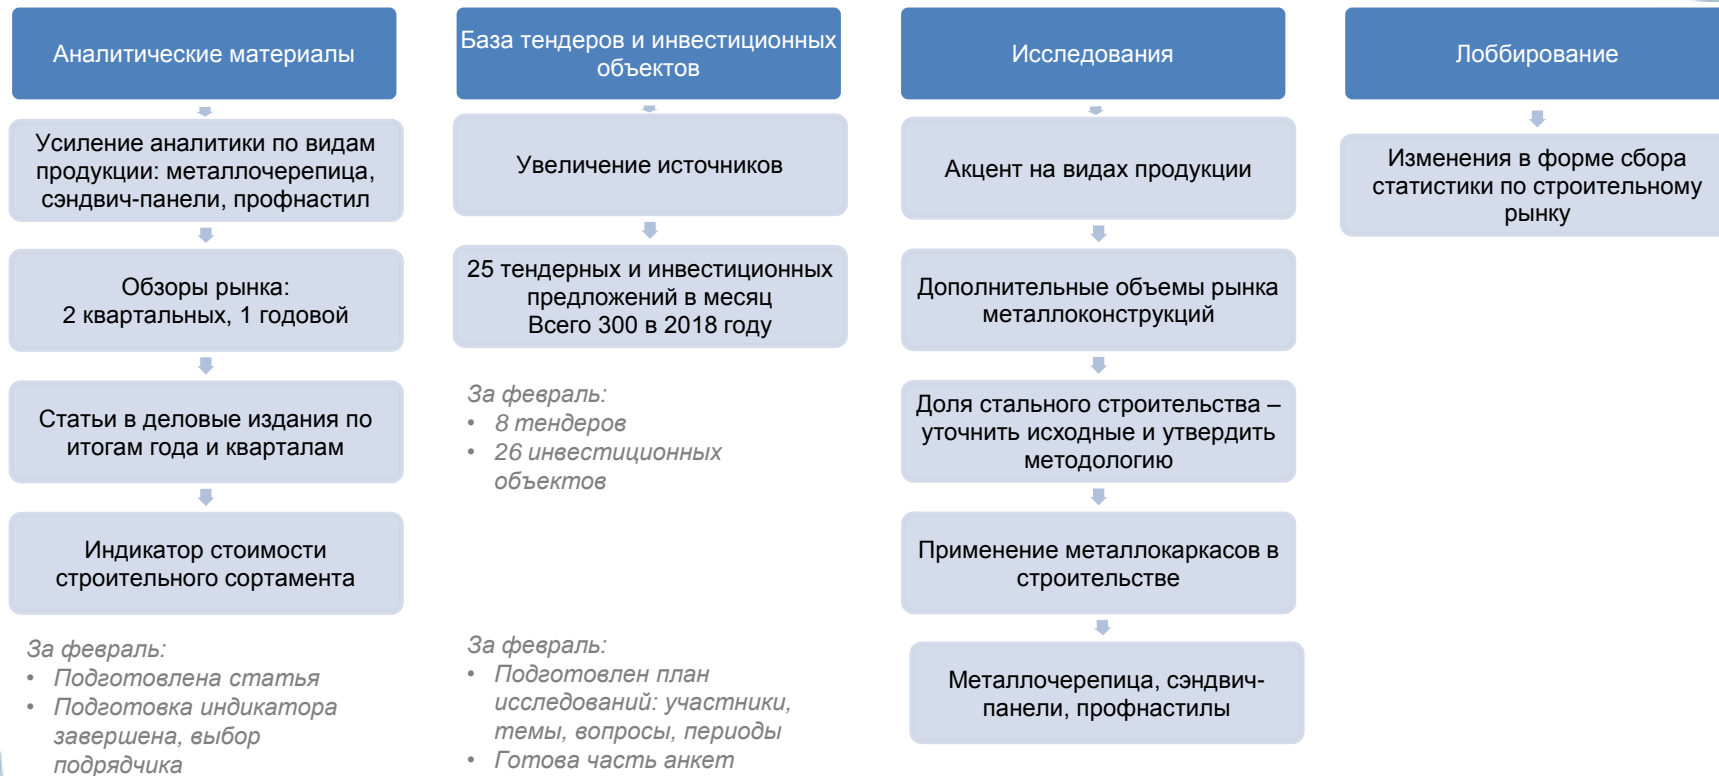 Аналитические материалы
Усиление аналитики по видам
продукции: металлочерепица,
сэндвич-панели, профнастил
Обзоры рынка:
2 квартальных, 1 годовой
Статьи в деловые издания по
итогам года и кварталам
Индикатор стоимости
строительного сортамента
За февраль:
• Подготовлена статья
• Подготовка индикатора
завершена, выбор
подрядчика
База тендеров и инвестиционных
объектов
Увеличение источников
25 тендерных и инвестиционных
предложений в месяц
Всего 300 в 2018 году
За февраль:
• 8 тендеров
• 26 инвестиционных
объектов
За февраль:
• Подготовлен план
исследований: участники,
темы, вопросы, периоды
• Готова часть анкет
Исследования
Акцент на видах продукции
Дополнительные объемы рынка
металлоконструкций
Доля стального строительства –
уточнить исходные и утвердить
методологию
Применение металлокаркасов в
строительстве
Металлочерепица, сэндвич-
панели, профнастилы
Лоббирование
Изменения в форме сбора
статистики по строительному
рынку